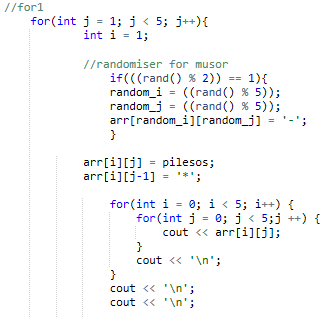 //for1
for(int j = 1; j < 5; j++){
int i = 1;
//randomiser for musor
if(((rand() % 2)) == 1){
random_i = ((rand() % 5));
random_j = ((rand() % 5));
arr[random_i][random_j] = '-';
}
arr[i][j] = pilesos;
arr[i][j-1] = '*';
for(int i = 0; i < 5; i++) {
for(int j = 0; j < 5;j ++) {
cout << arr[i][j];
}
cout << '\n';
}
cout << '\n';
cout << '\n';